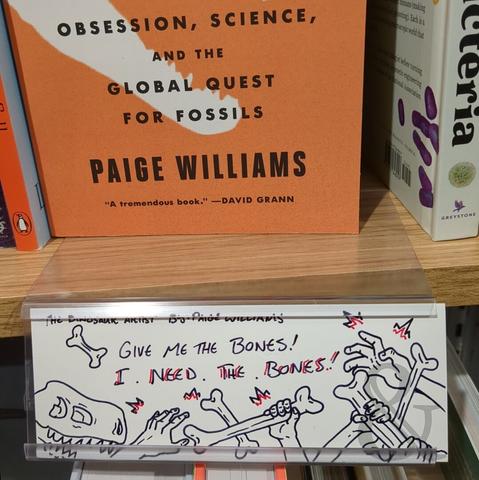 OBSESSION, SCIENCE,
AND THE
GLOBAL QUEST
FOR FOSSILS
PAIGE WILLIAMS
"A tremendous book." —DAVID GRANN
GREYSTONE
teria
THE DINOSAUR ARTIST By PAIGE WILLIAMS
GIVE ME THE BONES!
I. NEED. THE. BONES!
&